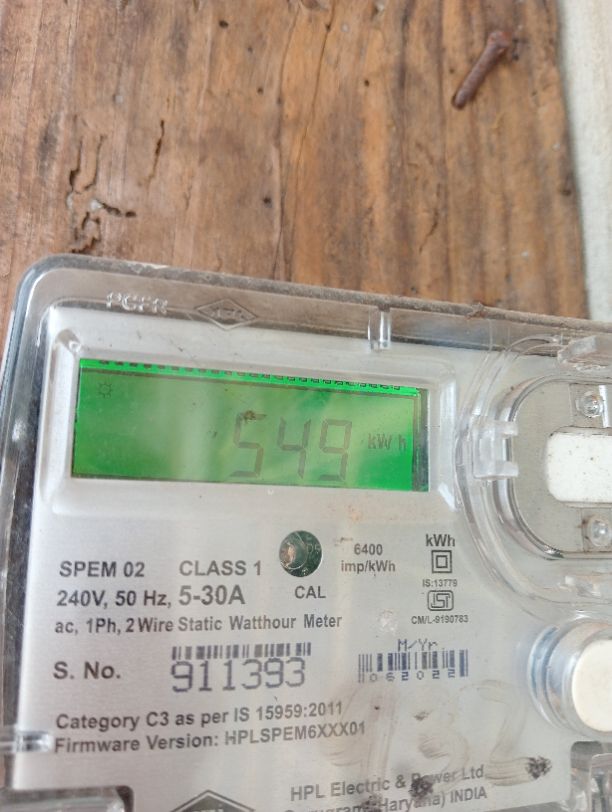 549 kWh
SPEM 02 CLASS 1 6400 imp/kWh kWh
240V, 50 Hz, 5-30A CAL IS:13779
ac, 1Ph, 2 Wire Static Watthour Meter CM/L-9190783
S. No. 911393 M/Yr. 062022
Category C3 as per IS 15959:2011
Firmware Version: HPLSPEM6XXX01
HPL Electric & Power Ltd
(Haryana) INDIA